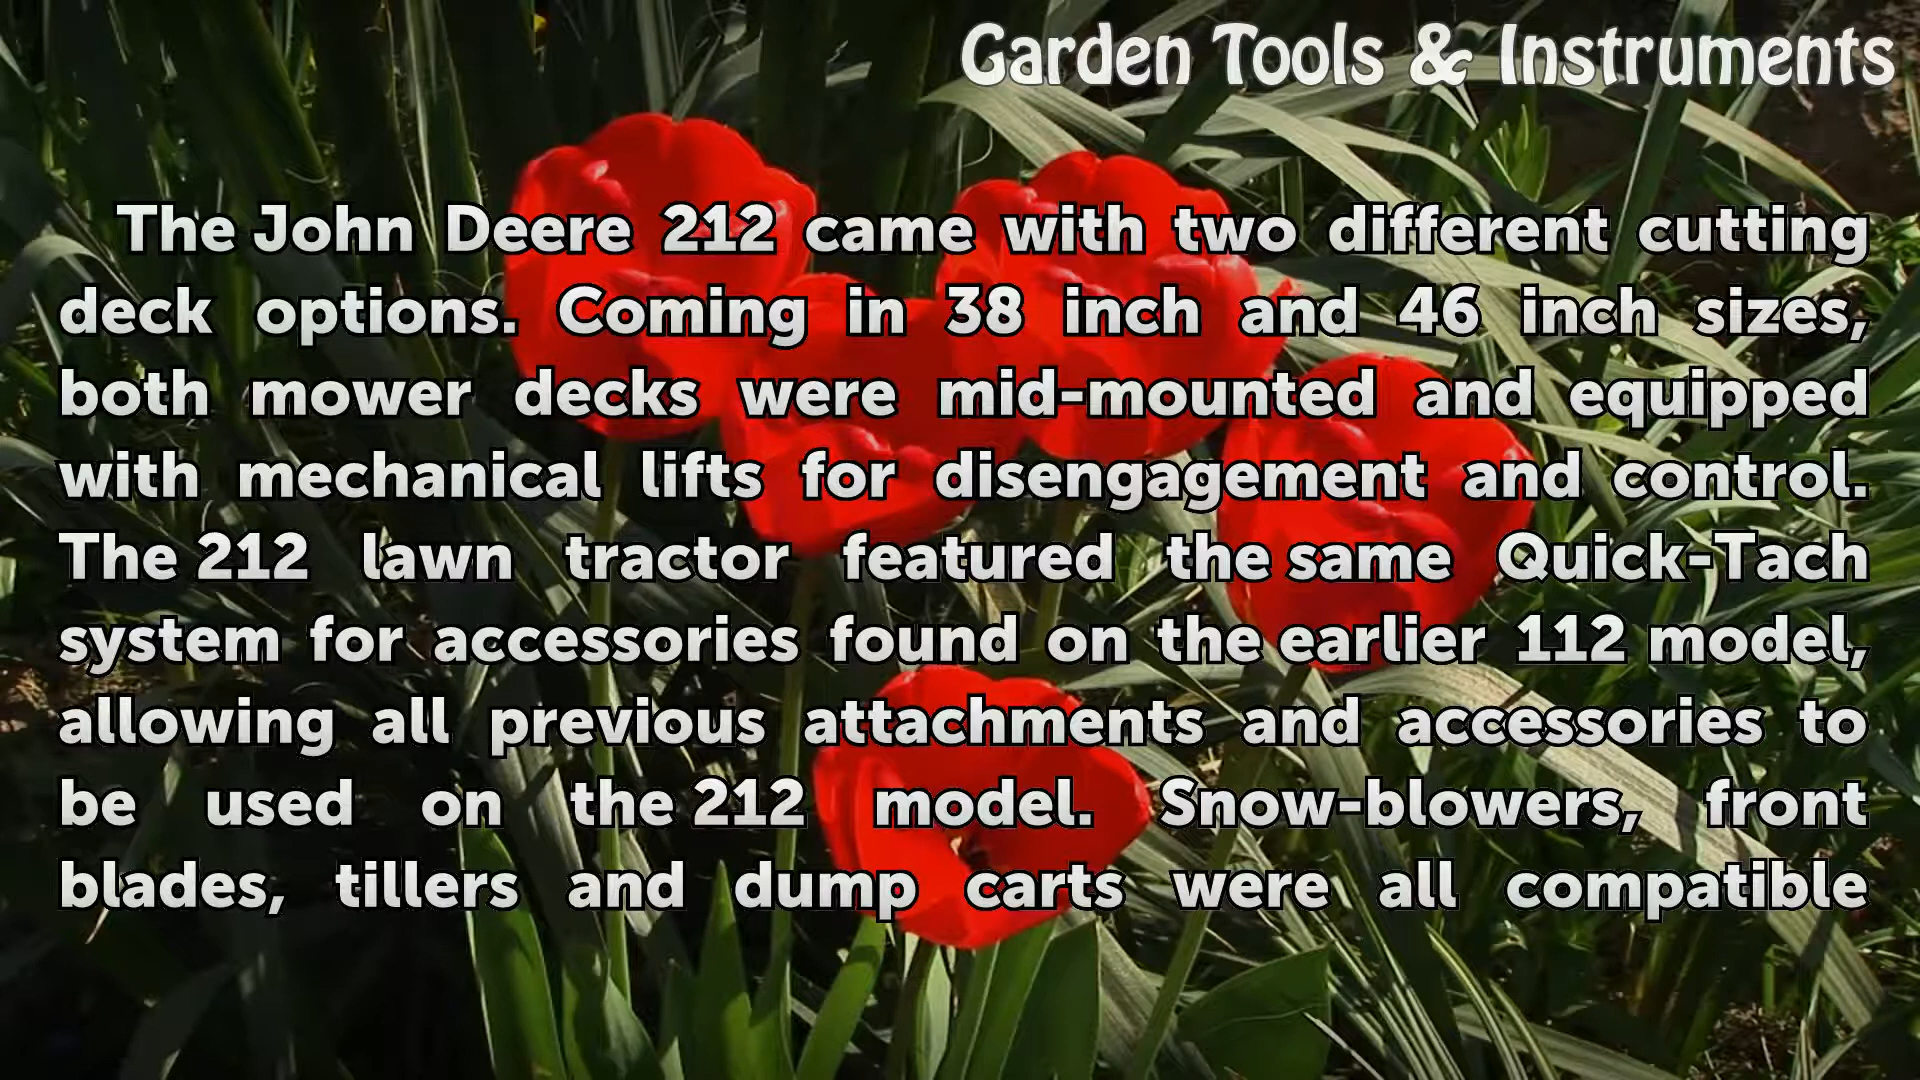 Garden Tools & Instruments
The John Deere 212 came with two different cutting
deck options. Coming in 38 inch and 46 inch sizes,
both mower decks were mid-mounted and equipped
with mechanical lifts for disengagement and control.
The 212 lawn tractor featured the same Quick-Tach
system for accessories found on the earlier 112 model,
allowing all previous attachments and accessories to
be used on the 212 model. Snow-blowers, front
blades, tillers and dump carts were all compatible